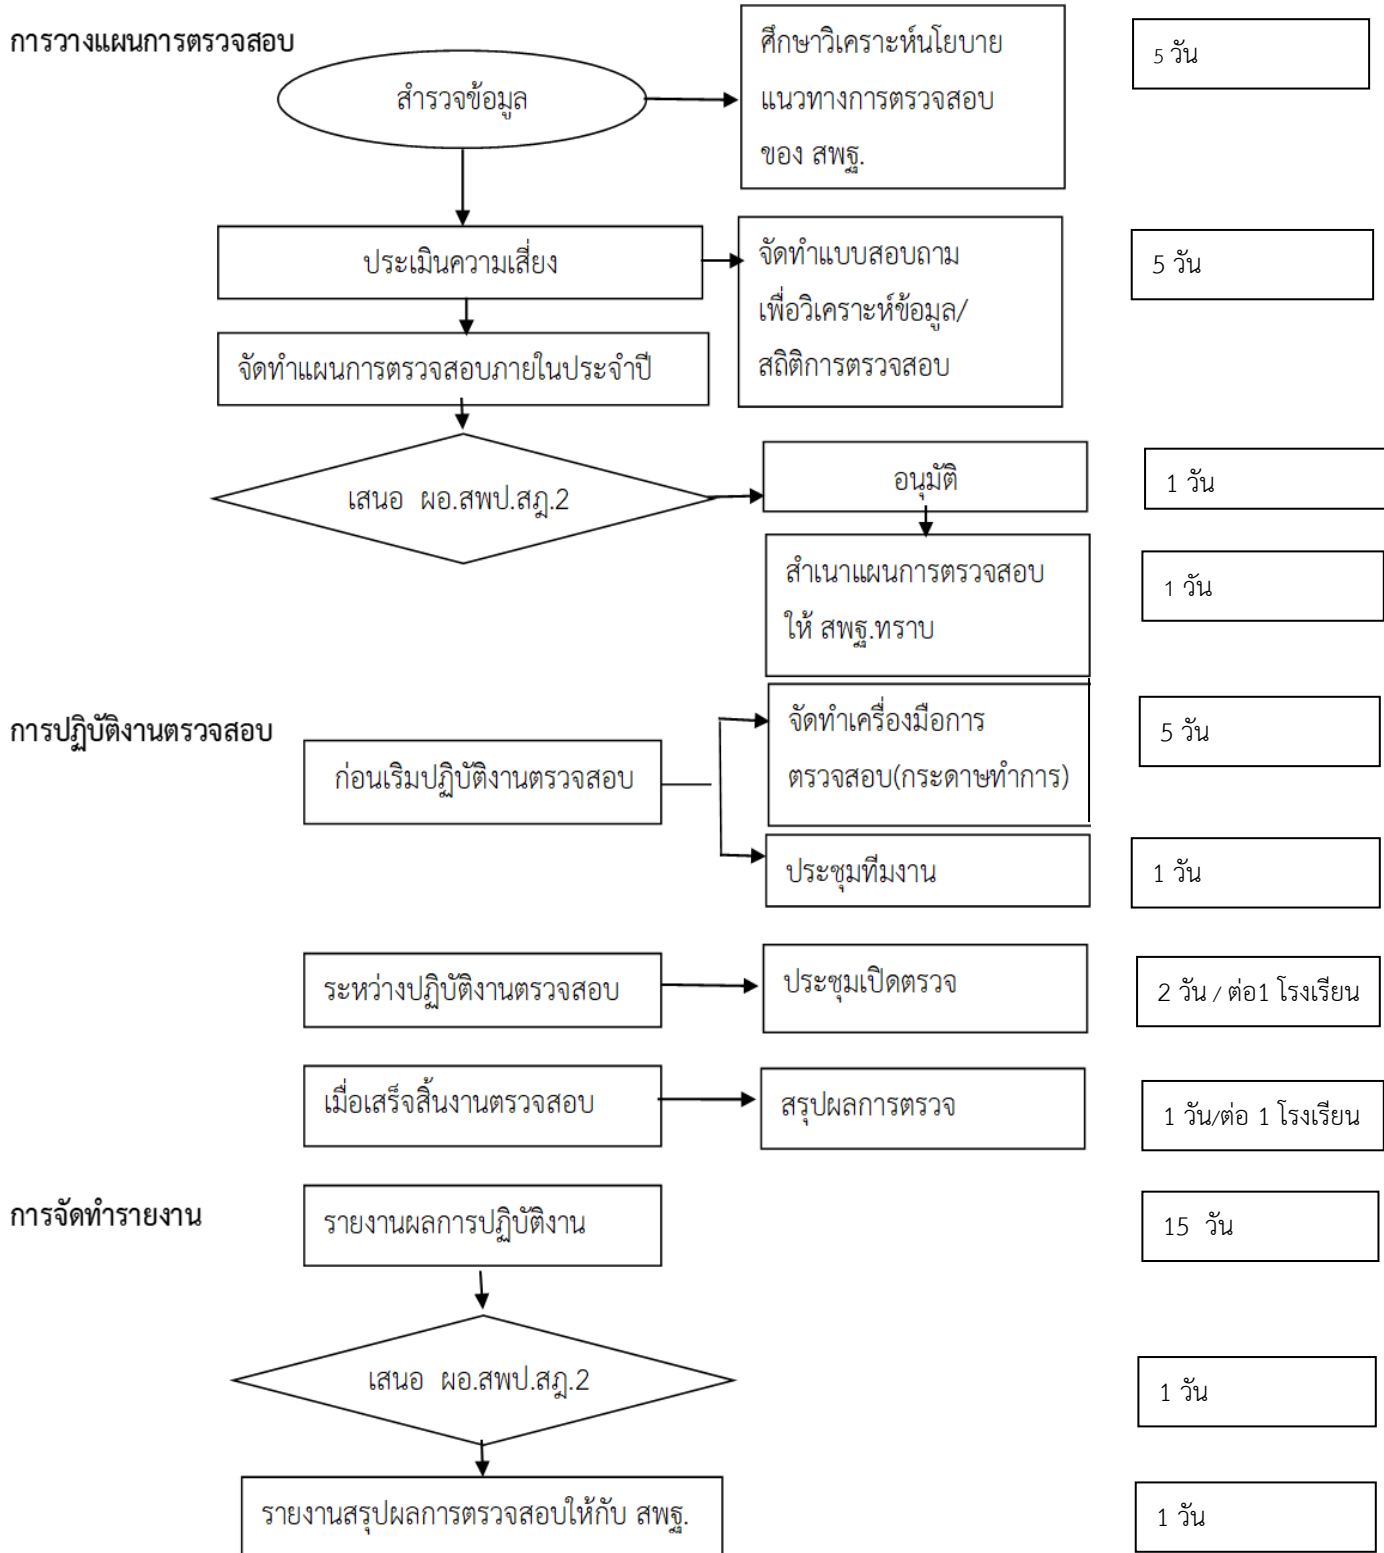 การวางแผนการตรวจสอบ
สำรวจข้อมูล
ศึกษาวิเคราะห์นโยบาย
แนวทางการตรวจสอบ
ของ สพฐ.
5 วัน
ประเมินความเสี่ยง
จัดทำแบบสอบถาม
เพื่อวิเคราะห์ข้อมูล/
สถิติการตรวจสอบ
5 วัน
จัดทำแผนการตรวจสอบภายในประจำปี
เสนอ ผอ.สพป.สฎ.2
อนุมัติ
1 วัน
สำเนาแผนการตรวจสอบ
ให้ สพฐ.ทราบ
1 วัน
การปฏิบัติงานตรวจสอบ
ก่อนเริ่มปฏิบัติงานตรวจสอบ
จัดทำเครื่องมือการ
ตรวจสอบ(กระดาษทำการ)
5 วัน
ประชุมทีมงาน
1 วัน
ระหว่างปฏิบัติงานตรวจสอบ
ประชุมเปิดตรวจ
2 วัน / ต่อ1 โรงเรียน
เมื่อเสร็จสิ้นงานตรวจสอบ
สรุปผลการตรวจ
1 วัน/ต่อ 1 โรงเรียน
การจัดทำรายงาน
รายงานผลการปฏิบัติงาน
15 วัน
เสนอ ผอ.สพป.สฎ.2
1 วัน
รายงานสรุปผลการตรวจสอบให้กับ สพฐ.
1 วัน